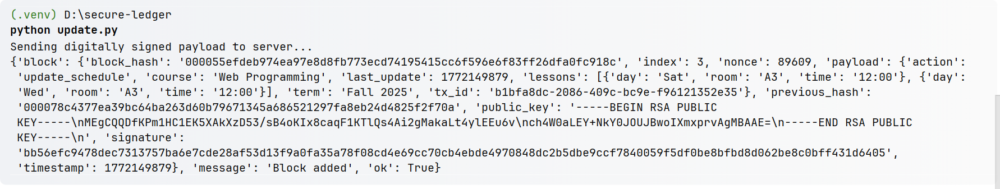 (.venv) D:\secure-ledger
python update.py
Sending digitally signed payload to server...
{'block': {'block_hash': '000055efdeb974ea97e8d8fb773ecd74195415cc6f596e6f83ff26dfa0fc918c', 'index': 3, 'nonce': 89609, 'payload': {'action':
'update_schedule', 'course': 'Web Programming', 'last_update': 1772149879, 'lessons': [{'day': 'Sat', 'room': 'A3', 'time': '12:00'}, {'day':
'Wed', 'room': 'A3', 'time': '12:00'}], 'term': 'Fall 2025', 'tx_id': 'b1bfa8dc-2086-409c-bc9e-f96121352e35'}, 'previous_hash':
'000078c4377ea39bc64ba263d60b79671345a686521297fa8eb24d4825f2f70a', 'public_key': '-----BEGIN RSA PUBLIC
KEY-----\nMEgCQQDfKPm1HC1EK5XAkXzD53/sB4oKIx8caqF1KTlQs4Ai2gMakaLt4ylEEu6v\nch4W0aLEY+NkY0JOUJBwoIXmxprvAgMBAAE=\n-----END RSA PUBLIC
KEY-----\n', 'signature':
'bb56efc9478dec7313757ba6e7cde28af53d13f9a0fa35a78f08cd4e69cc70cb4ebde4970848dc2b5dbe9ccf7840059f5df0be8bfbd8d062be8c0bff431d6405',
'timestamp': 1772149879}, 'message': 'Block added', 'ok': True}